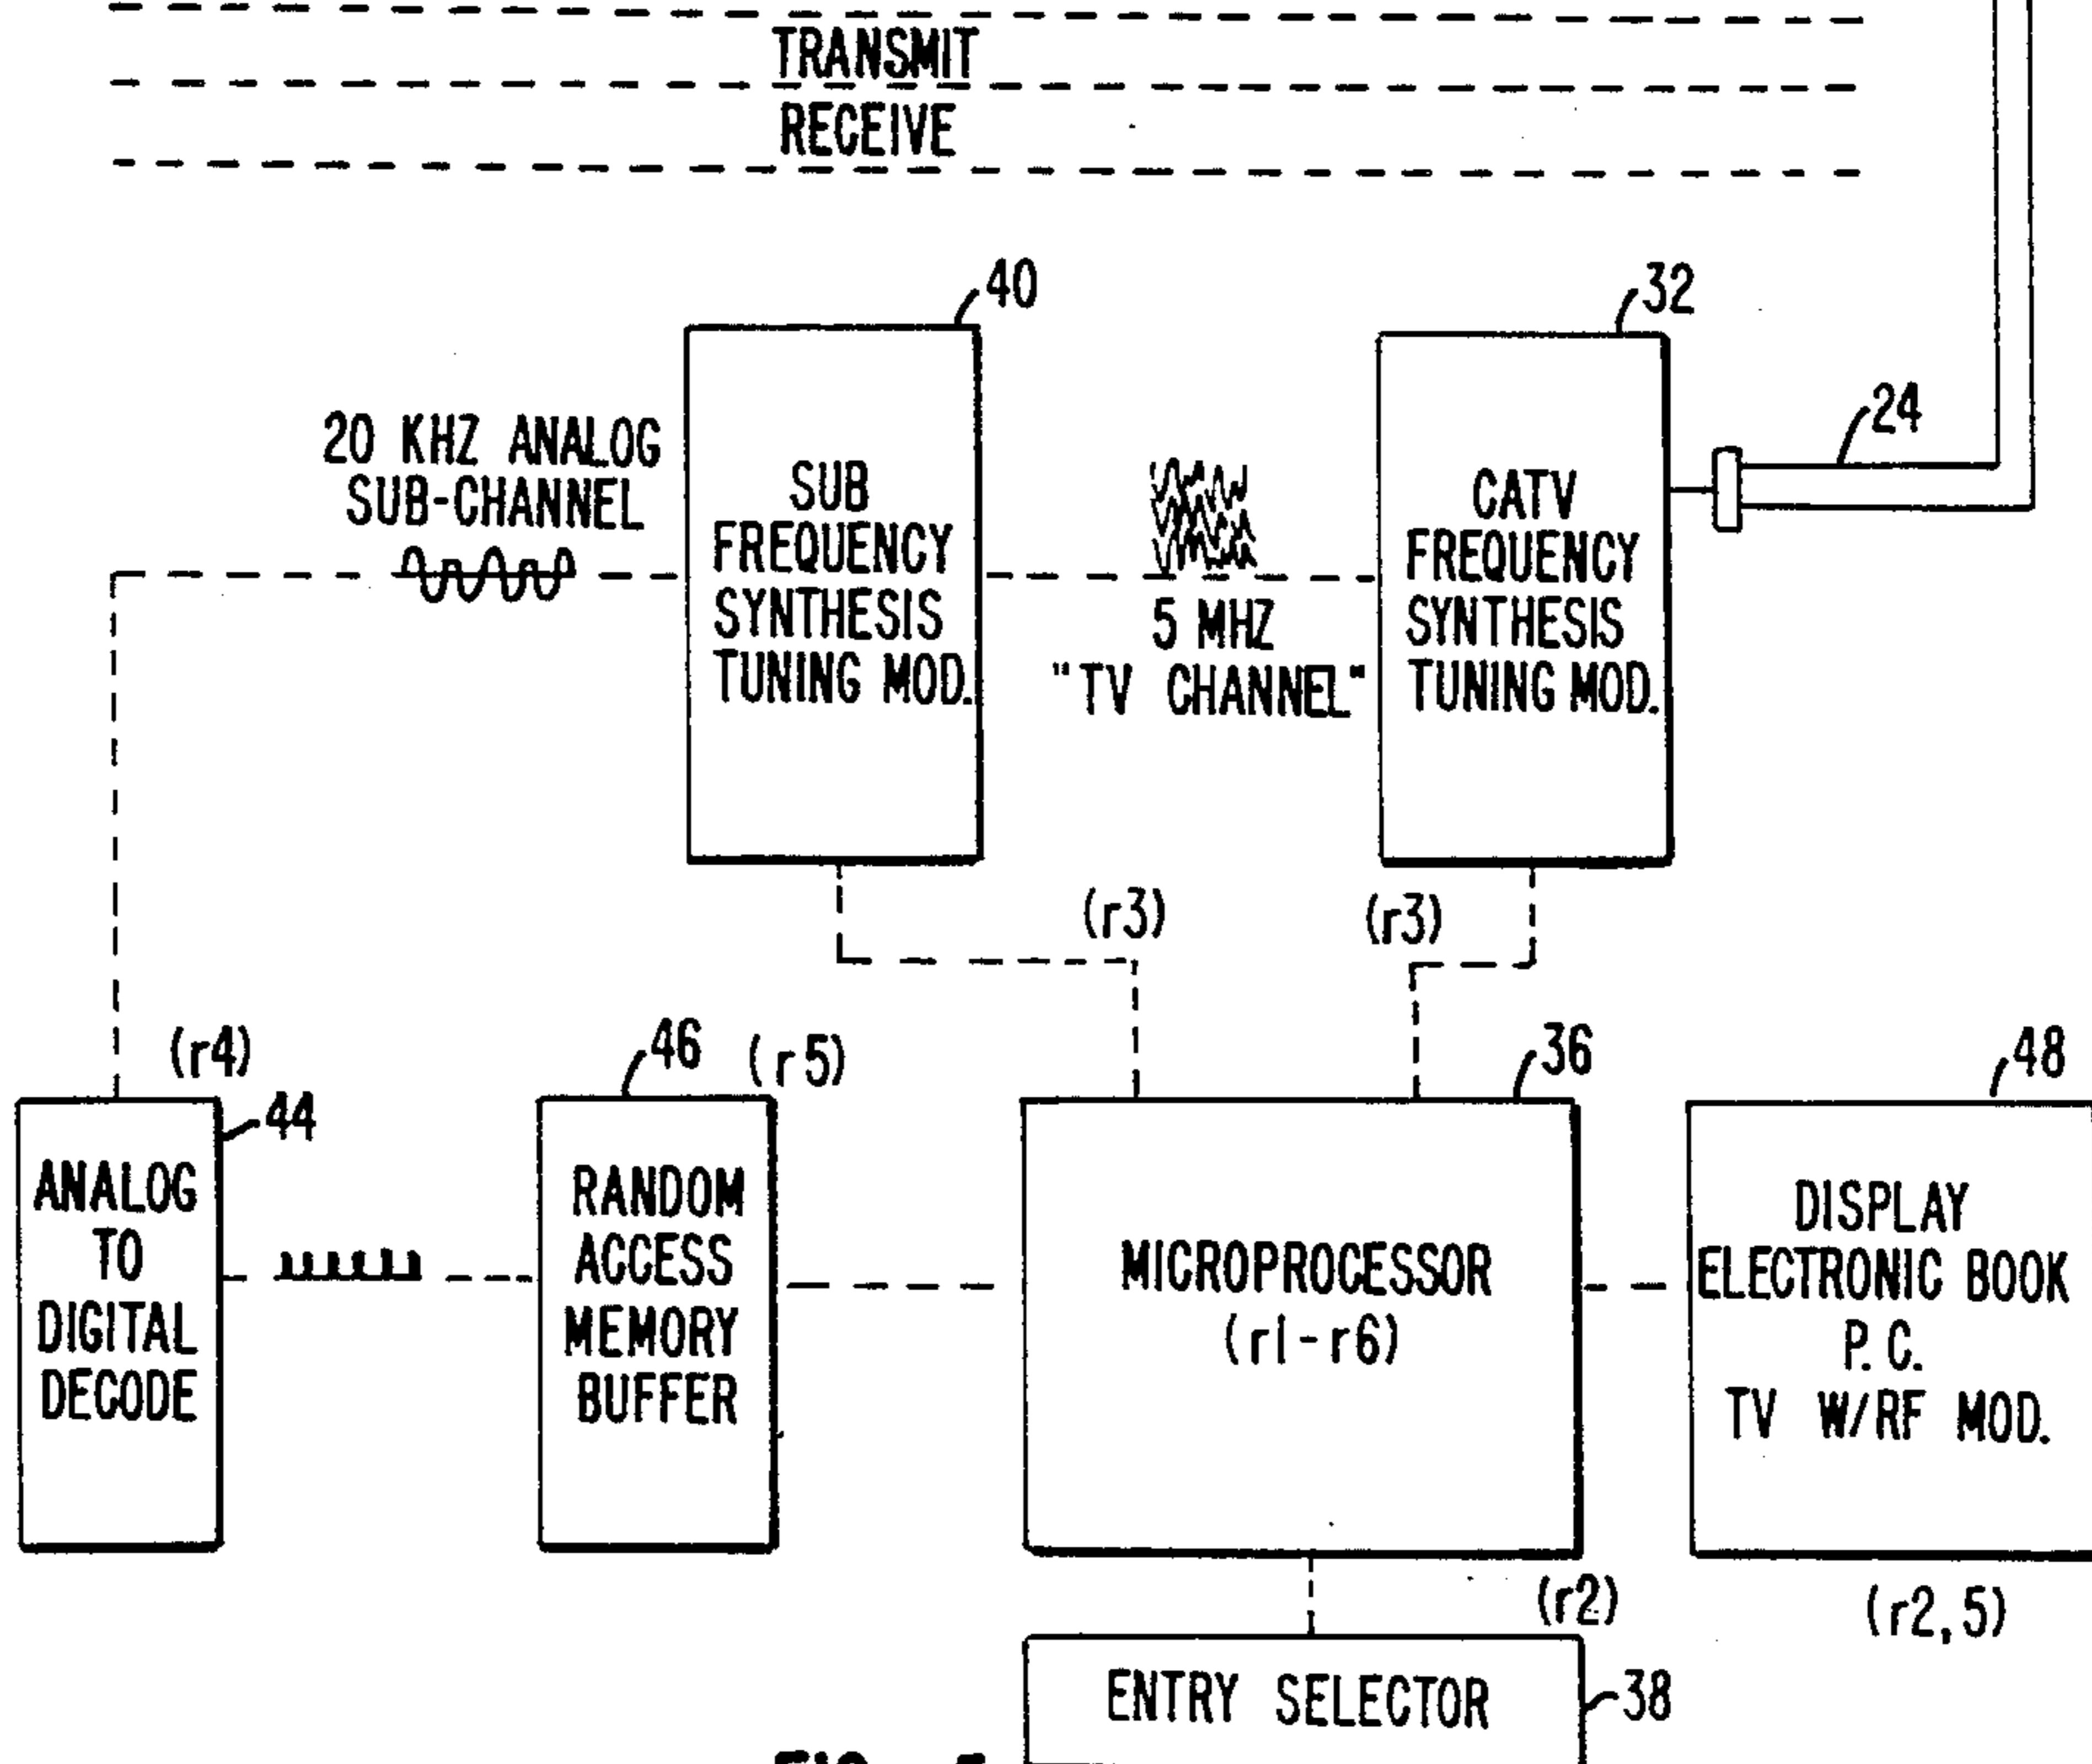 TRANSMIT
RECEIVE
40
32
24
20 KHZ ANALOG
SUB-CHANNEL
SUB
FREQUENCY
SYNTHESIS
TUNING MOD.
5 MHZ
"TV CHANNEL"
CATV
FREQUENCY
SYNTHESIS
TUNING MOD.
(r3)
(r3)
(r4)
44
46
(r5)
36
48
ANALOG
TO
DIGITAL
DECODE
RANDOM
ACCESS
MEMORY
BUFFER
MICROPROCESSOR
(r1-r6)
DISPLAY
ELECTRONIC BOOK
P.C.
TV W/RF MOD.
(r2)
(r2,5)
ENTRY SELECTOR
38